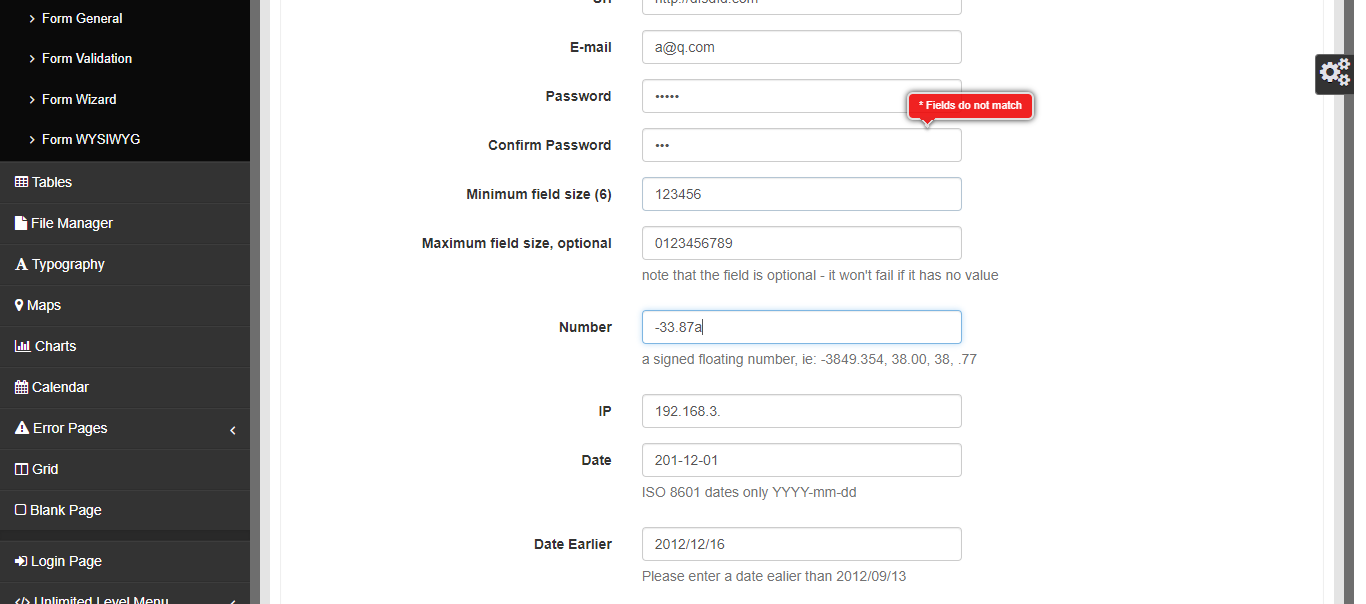 Form General
Form Validation
Form Wizard
Form WYSIWYG
Tables
File Manager
Typography
Maps
Charts
Calendar
Error Pages
Grid
Blank Page
Login Page
Unlimited Level Menu
E-mail
a@q.com
Password
•••••
* Fields do not match
Confirm Password
•••
Minimum field size (6)
123456
Maximum field size, optional
0123456789
note that the field is optional - it won't fail if it has no value
Number
-33.87a
a signed floating number, ie: -3849.354, 38.00, 38, .77
IP
192.168.3.
Date
201-12-01
ISO 8601 dates only YYYY-mm-dd
Date Earlier
2012/12/16
Please enter a date ealier than 2012/09/13